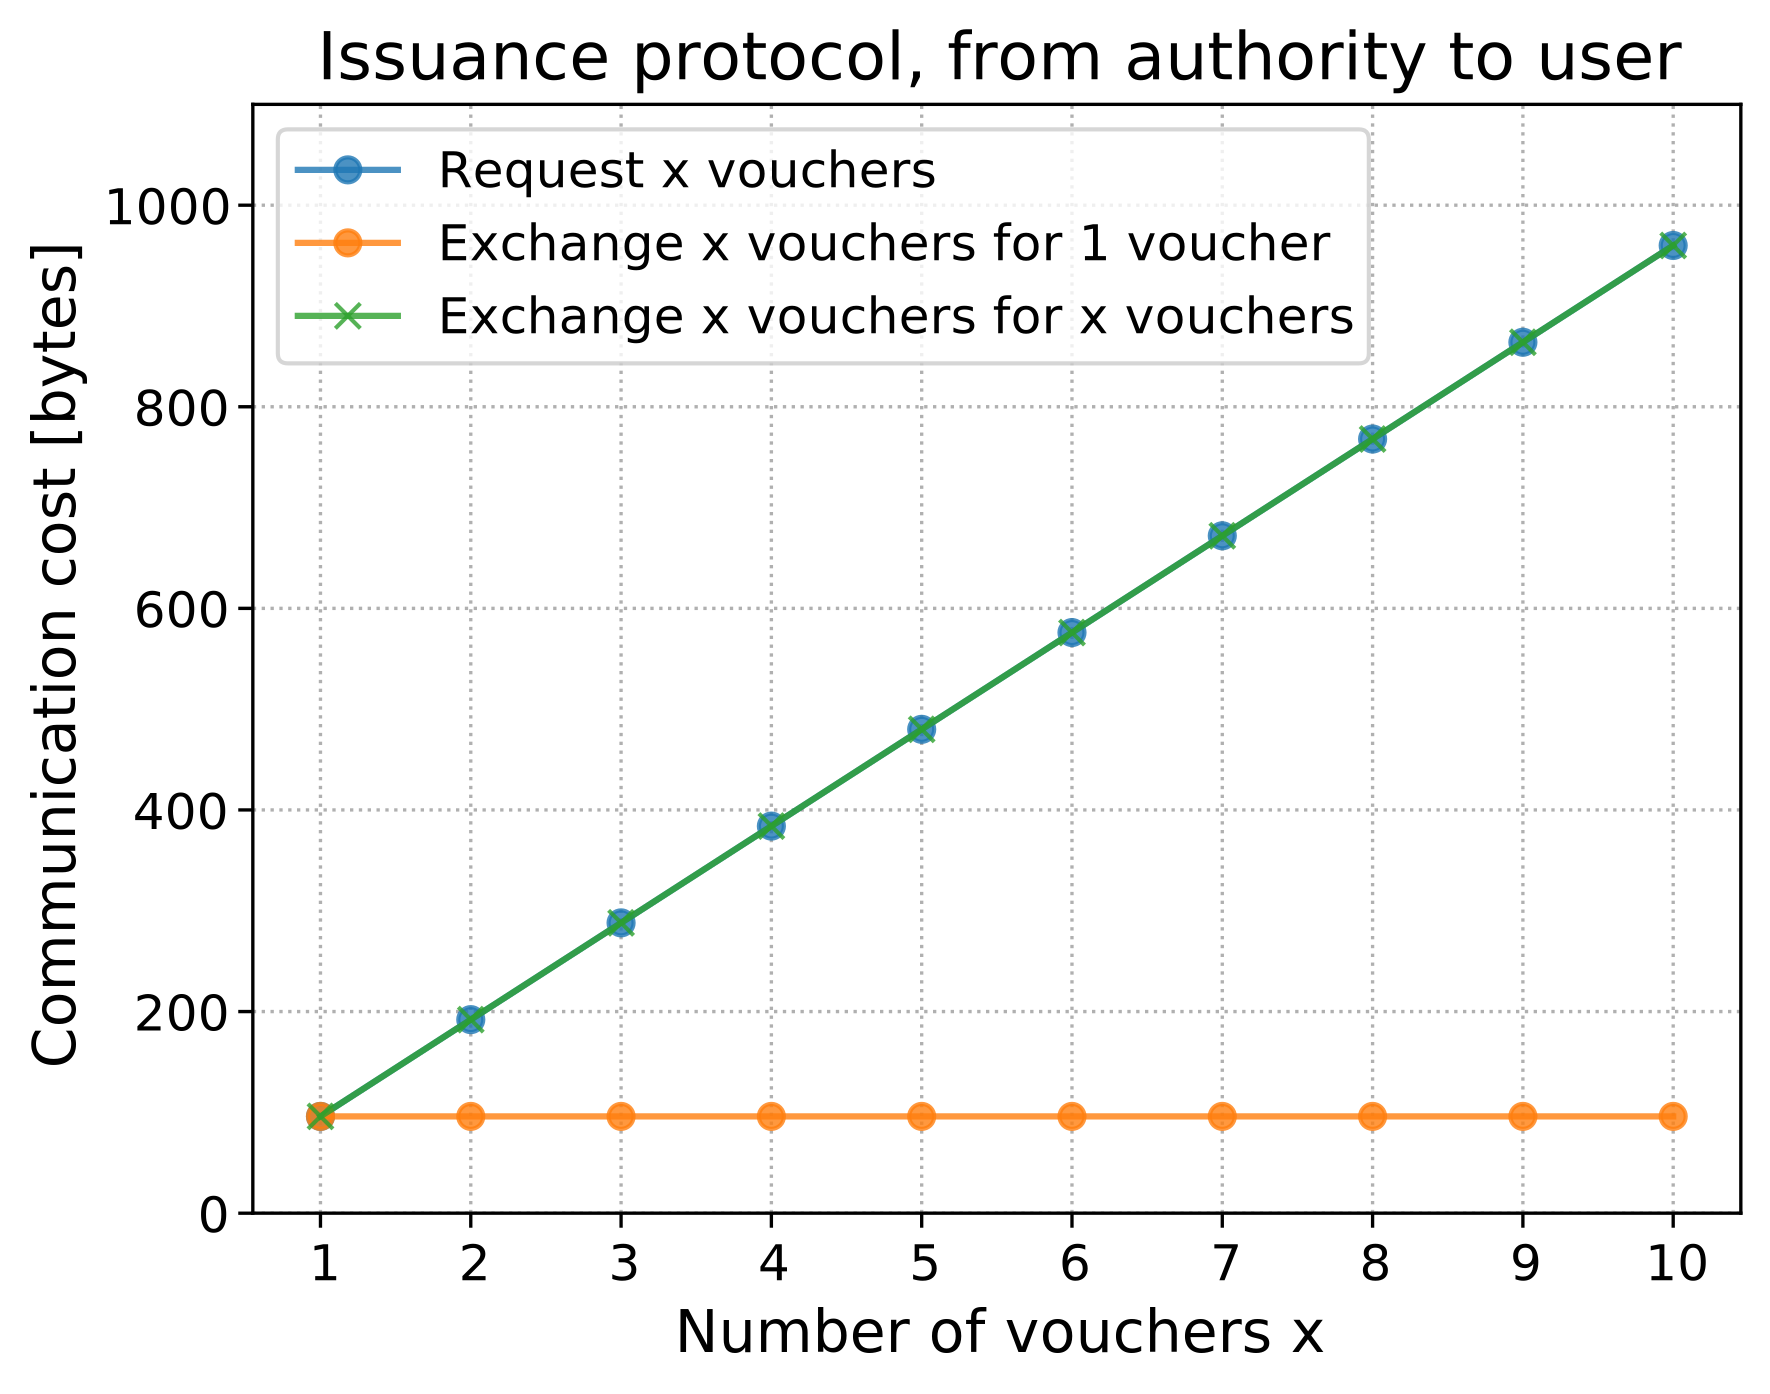 Issuance protocol, from authority to user
Request x vouchers
Exchange x vouchers for 1 voucher
Exchange x vouchers for x vouchers
Communication cost [bytes]
1000
800
600
400
200
0
1 2 3 4 5 6 7 8 9 10
Number of vouchers x